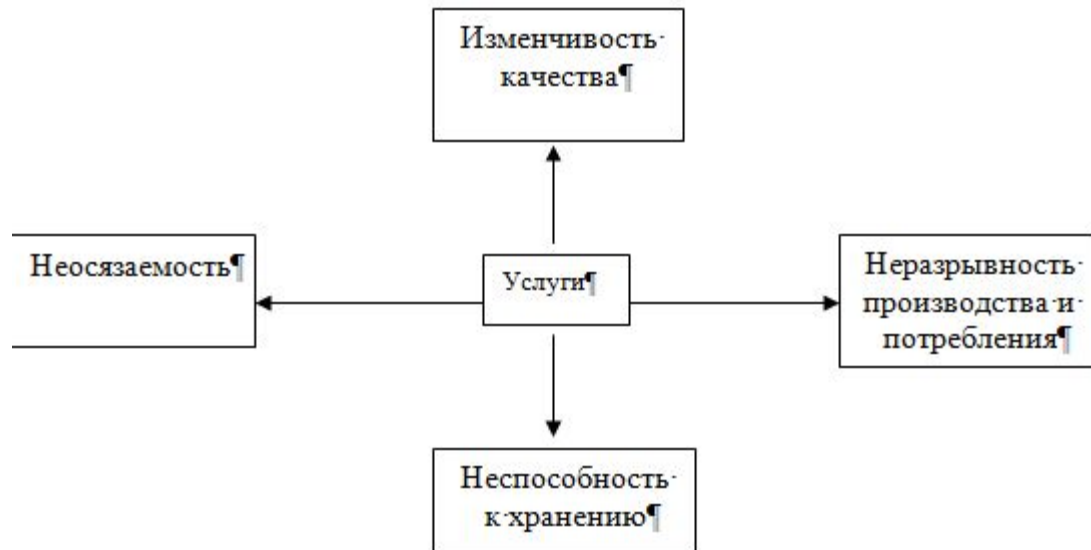 Изменчивость·
качества¶
Неосязаемость¶
Услуги¶
Неразрывность·
производства·и·
потребления¶
Неспособность·
к·хранению¶